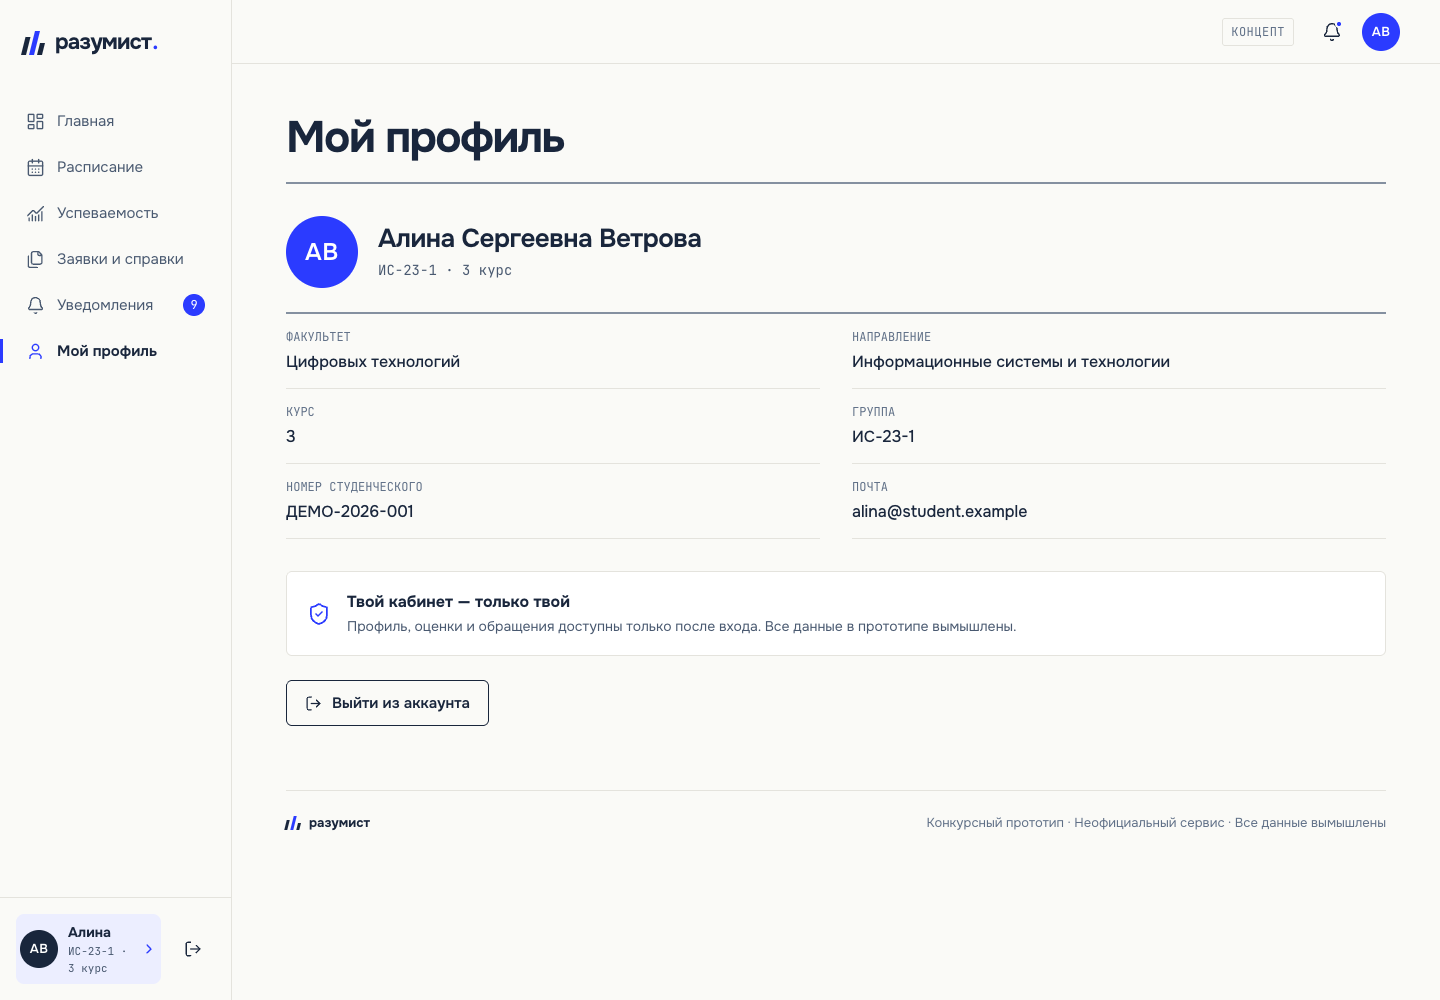 разумист.
КОНЦЕПТ
АВ
Главная
Расписание
Успеваемость
Заявки и справки
Уведомления
9
Мой профиль
Мой профиль
АВ
Алина Сергеевна Ветрова
ИС-23-1 · 3 курс
ФАКУЛЬТЕТ
Цифровых технологий
НАПРАВЛЕНИЕ
Информационные системы и технологии
КУРС
3
ГРУППА
ИС-23-1
НОМЕР СТУДЕНЧЕСКОГО
ДЕМО-2026-001
ПОЧТА
alina@student.example
Твой кабинет — только твой
Профиль, оценки и обращения доступны только после входа. Все данные в прототипе вымышлены.
Выйти из аккаунта
разумист
Конкурсный прототип · Неофициальный сервис · Все данные вымышлены
АВ
Алина
ИС-23-1 ·
3 курс